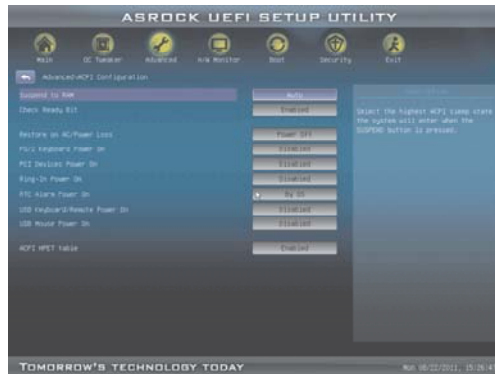 ASROCK UEFI SETUP UTILITY
Main
OC Tweaker
Advanced
H/W Monitor
Boot
Security
Exit
Advanced\ACPI Configuration
Suspend to RAM
Auto
Check Ready Bit
Enabled
Restore on AC/Power Loss
Power Off
PS/2 Keyboard Power On
Disabled
PCI Devices Power On
Disabled
Ring-In Power On
Disabled
RTC Alarm Power On
By OS
USB Keyboard/Remote Power On
Disabled
USB Mouse Power On
Disabled
ACPI HPET Table
Enabled
Description
Select the highest ACPI sleep state
the system will enter when the
SUSPEND button is pressed.
TOMORROW'S TECHNOLOGY TODAY
Mon 2011,